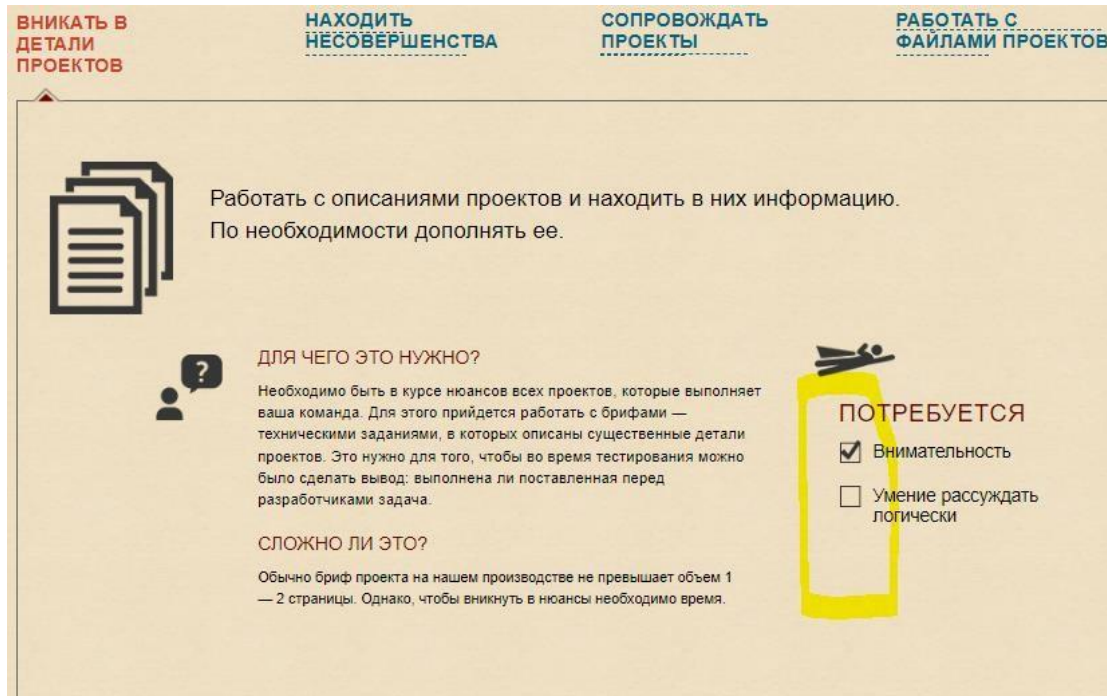 ВНИКАТЬ В
ДЕТАЛИ
ПРОЕКТОВ
НАХОДИТЬ
НЕСОВЕРШЕНСТВА
СОПРОВОЖДАТЬ
ПРОЕКТЫ
РАБОТАТЬ С
ФАЙЛАМИ ПРОЕКТОВ
Работать с описаниями проектов и находить в них информацию.
По необходимости дополнять ее.
?
ДЛЯ ЧЕГО ЭТО НУЖНО?
Необходимо быть в курсе нюансов всех проектов, которые выполняет
ваша команда. Для этого прийдется работать с брифами —
техническими заданиями, в которых описаны существенные детали
проектов. Это нужно для того, чтобы во время тестирования можно
было сделать вывод: выполнена ли поставленная перед
разработчиками задача.
СЛОЖНО ЛИ ЭТО?
Обычно бриф проекта на нашем производстве не превышает объем 1
— 2 страницы. Однако, чтобы вникнуть в нюансы необходимо время.
ПОТРЕБУЕТСЯ
Внимательность
Умение рассуждать
логически